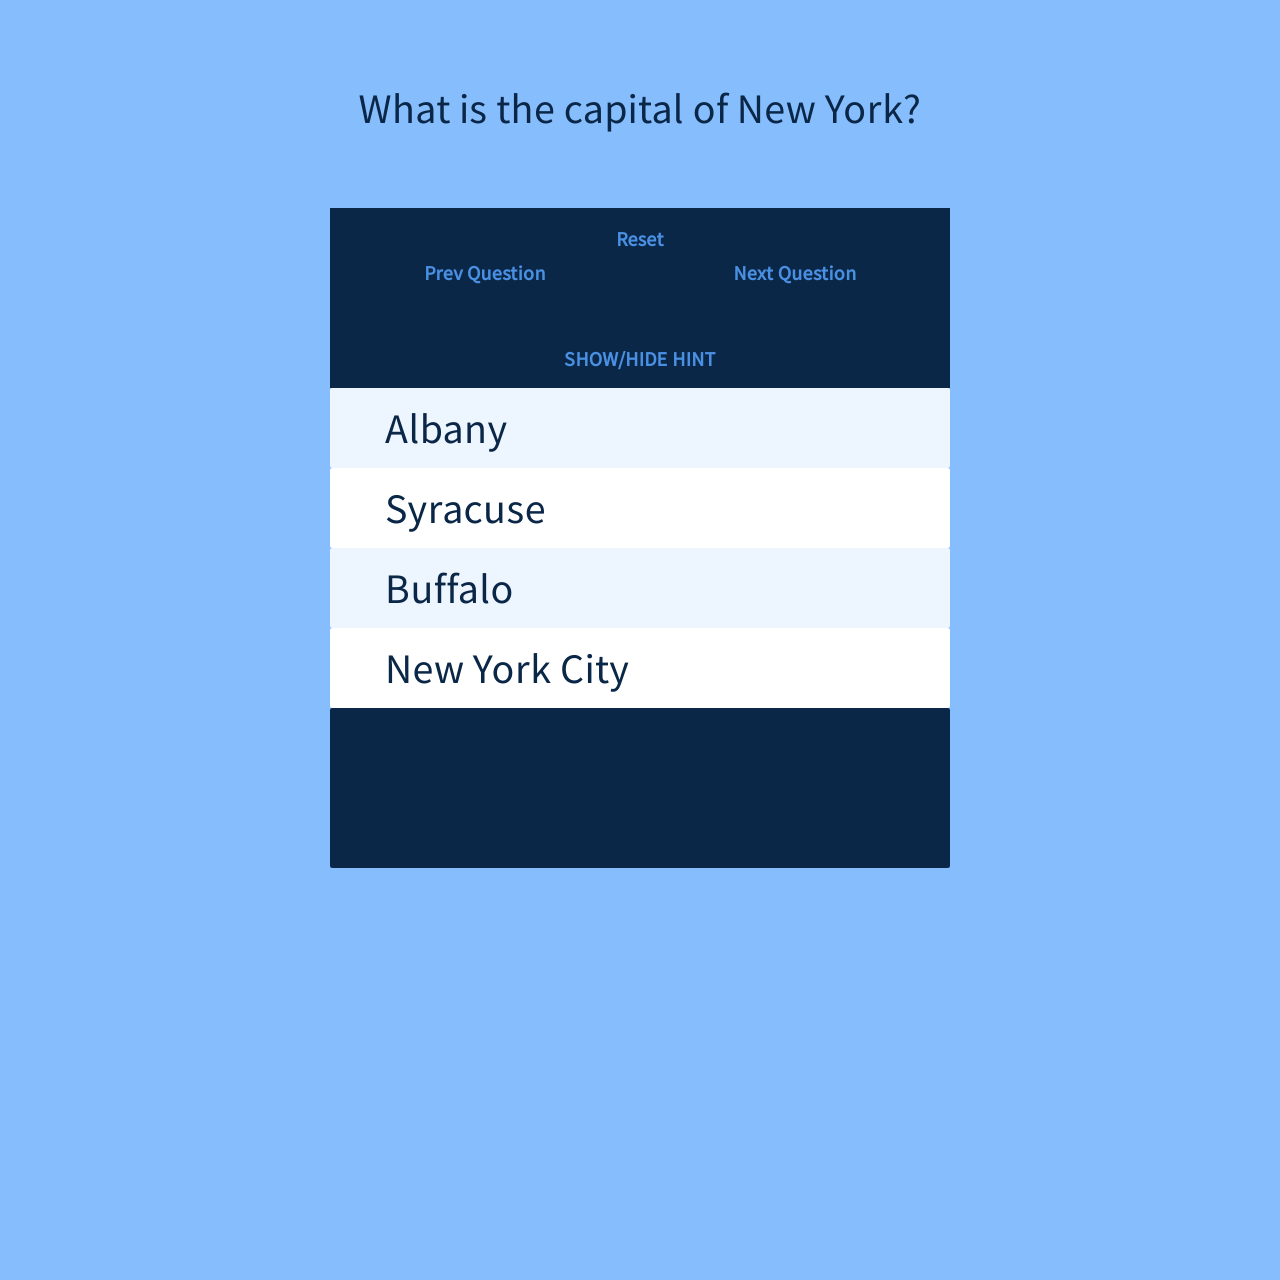 What is the capital of New York?
Reset
Prev Question Next Question
SHOW/HIDE HINT
Albany
Syracuse
Buffalo
New York City